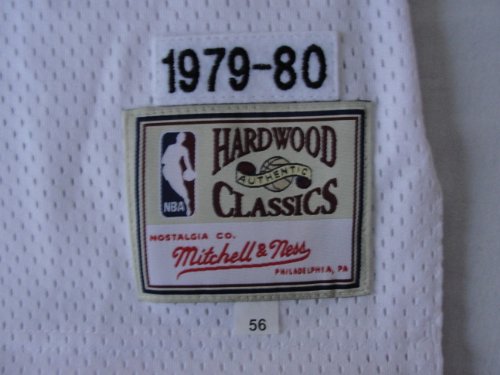 1979-80
HARDWOOD
AUTHENTIC
CLASSICS
NBA
NOSTALGIA CO.
Mitchell & Ness
PHILADELPHIA, PA
56